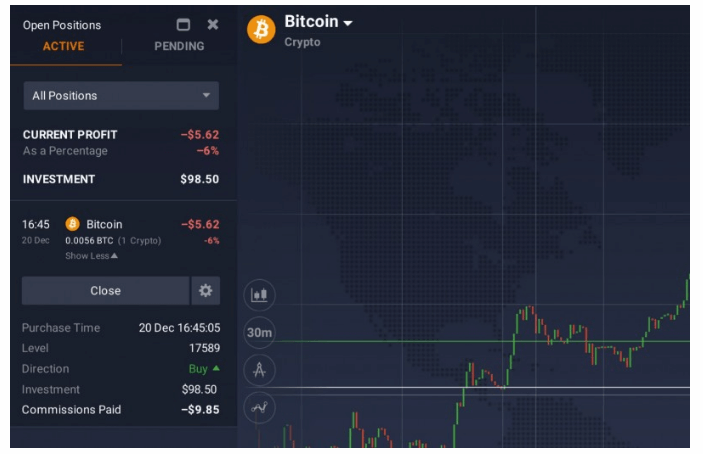 Open Positions
ACTIVE PENDING
All Positions
CURRENT PROFIT -$5.62
As a Percentage -6%
INVESTMENT $98.50
16:45 Bitcoin -$5.62
20 Dec 0.0056 BTC (1 Crypto) -6%
Show Less
Close
Purchase Time 20 Dec 16:45:05
Level 17589
Direction Buy
Investment $98.50
Commissions Paid -$9.85
Bitcoin
Crypto
30m